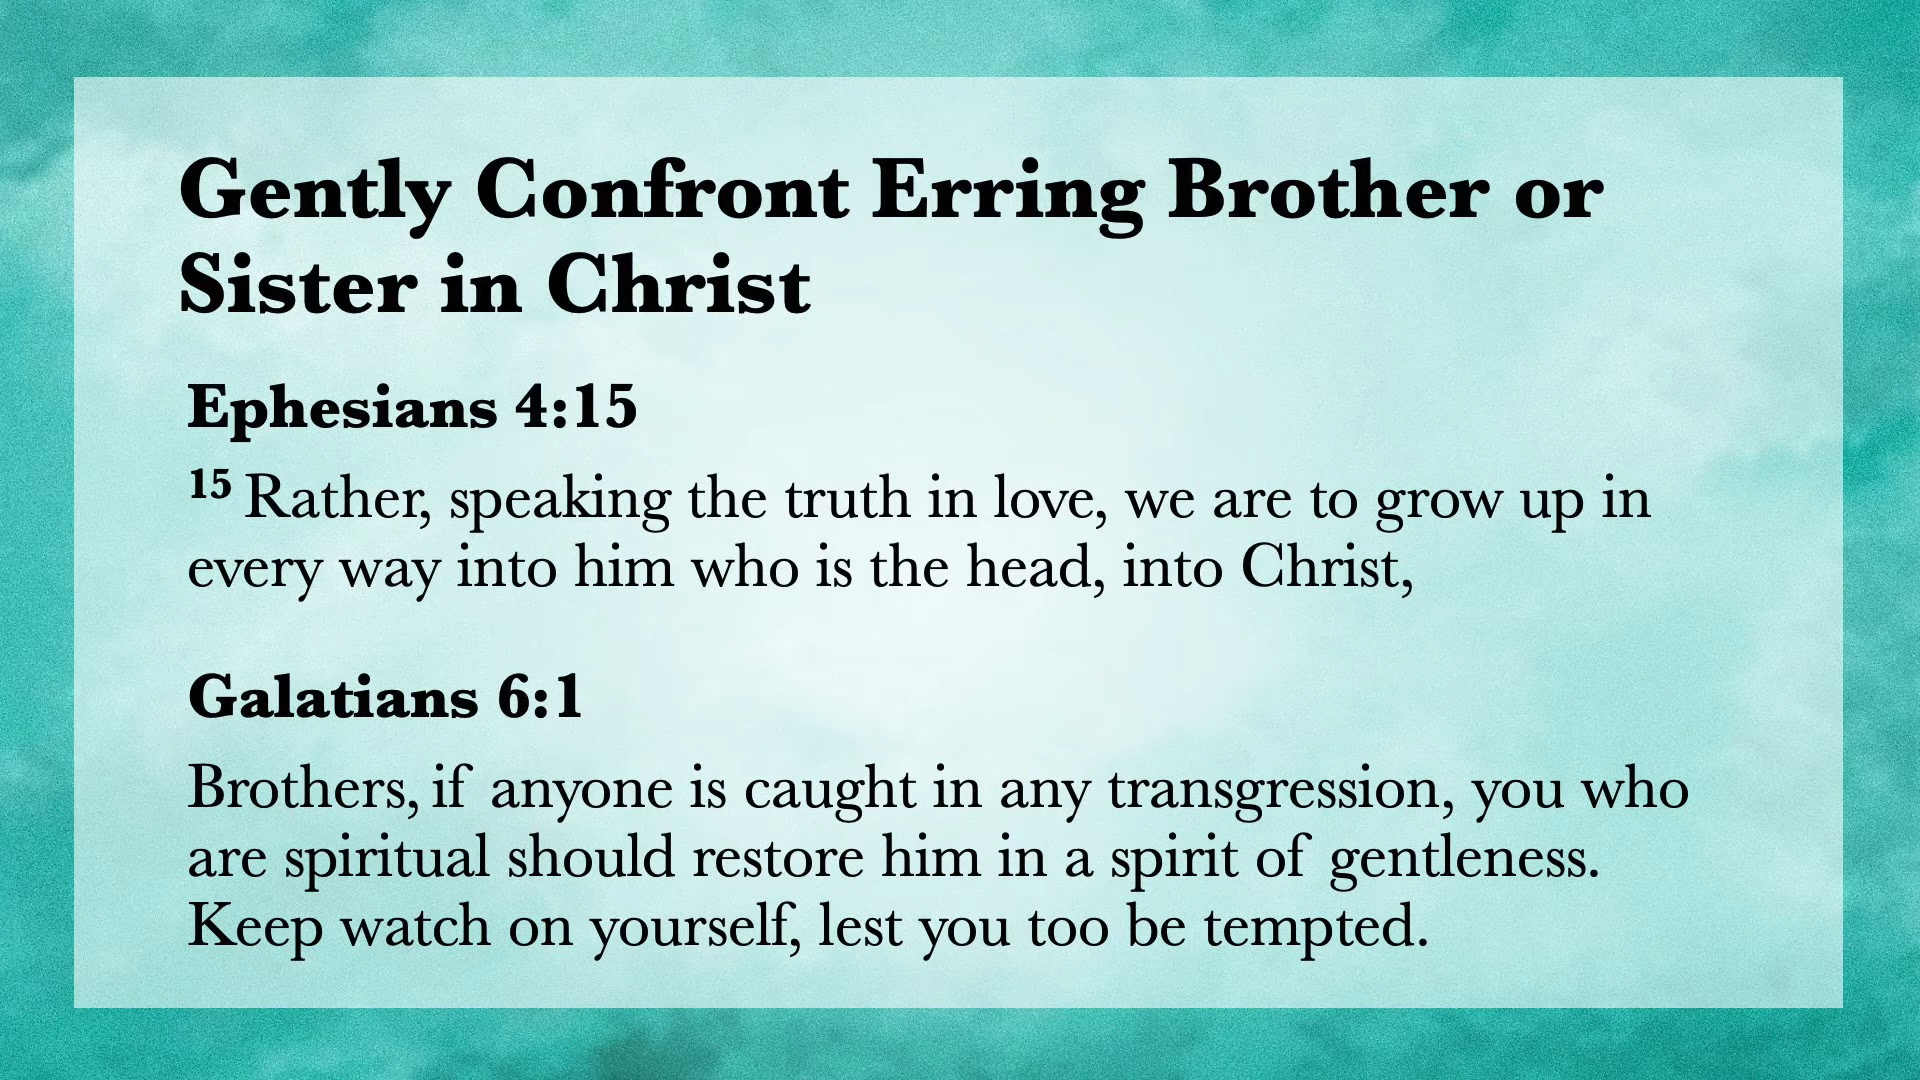 Gently Confront Erring Brother or
Sister in Christ
Ephesians 4:15
15 Rather, speaking the truth in love, we are to grow up in
every way into him who is the head, into Christ,
Galatians 6:1
Brothers, if anyone is caught in any transgression, you who
are spiritual should restore him in a spirit of gentleness.
Keep watch on yourself, lest you too be tempted.